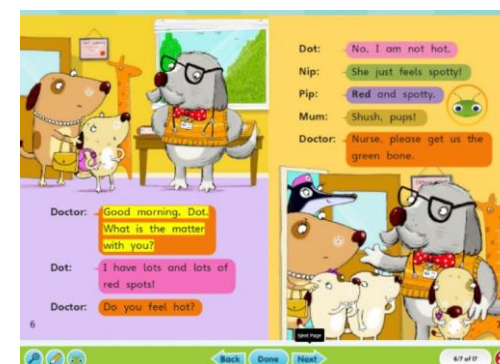 Doctor: Good morning, Dot.
What is the matter
with you?
Dot: I have lots and lots of
red spots!
Doctor: Do you feel hot?
6
Dot: No, I am not hot.
Nip: She just feels spotty!
Pip: Red and spotty.
Mum: Shush, pups!
Doctor: Nurse, please get us the
green bone.
Next Page
Back Done Next
6/7 of 17